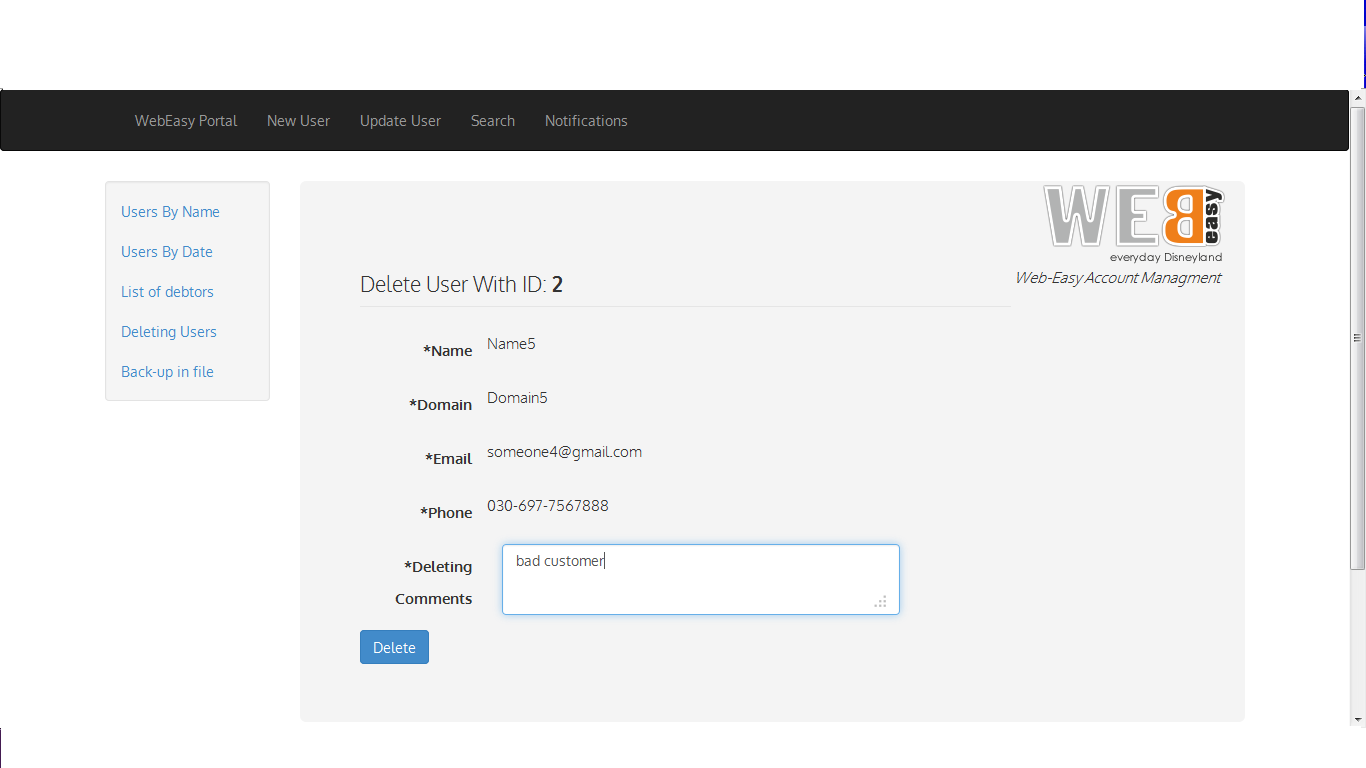 WebEasy Portal New User Update User Search Notifications
Users By Name
Users By Date
List of debtors
Deleting Users
Back-up in file
WEB easy
everyday Disneyland
Web-Easy Account Managment
Delete User With ID: 2
*Name Name5
*Domain Domain5
*Email someone4@gmail.com
*Phone 030-697-7567888
*Deleting bad customer
Comments
Delete